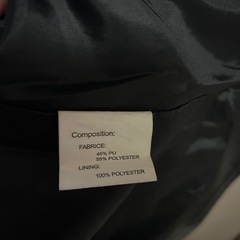 Composition:
FABRICE:
45% PU
55% POLYESTER
LINING:
100% POLYESTER